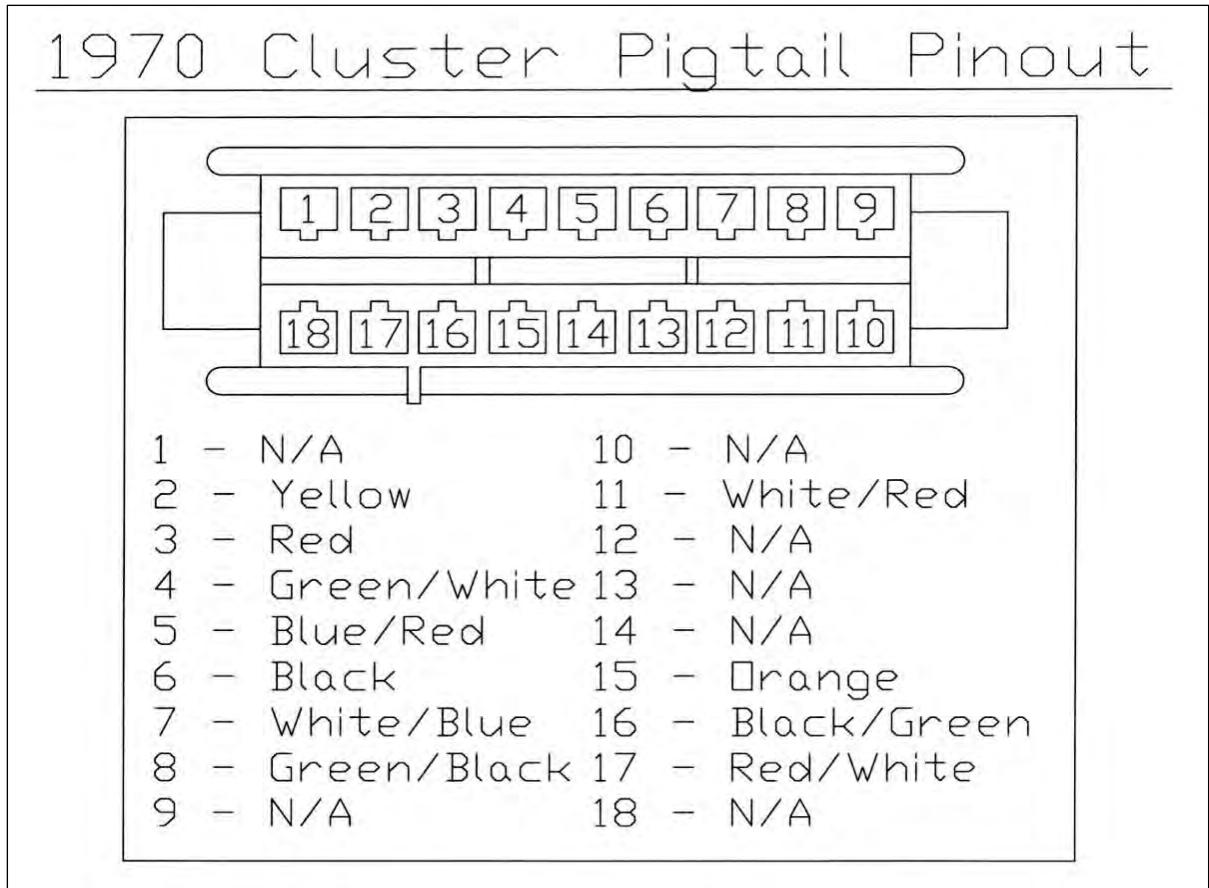 1970 Cluster Pigtail Pinout
1 2 3 4 5 6 7 8 9
18 17 16 15 14 13 12 11 10
1 - N/A
2 - Yellow
3 - Red
4 - Green/White
5 - Blue/Red
6 - Black
7 - White/Blue
8 - Green/Black
9 - N/A
10 - N/A
11 - White/Red
12 - N/A
13 - N/A
14 - N/A
15 - Orange
16 - Black/Green
17 - Red/White
18 - N/A